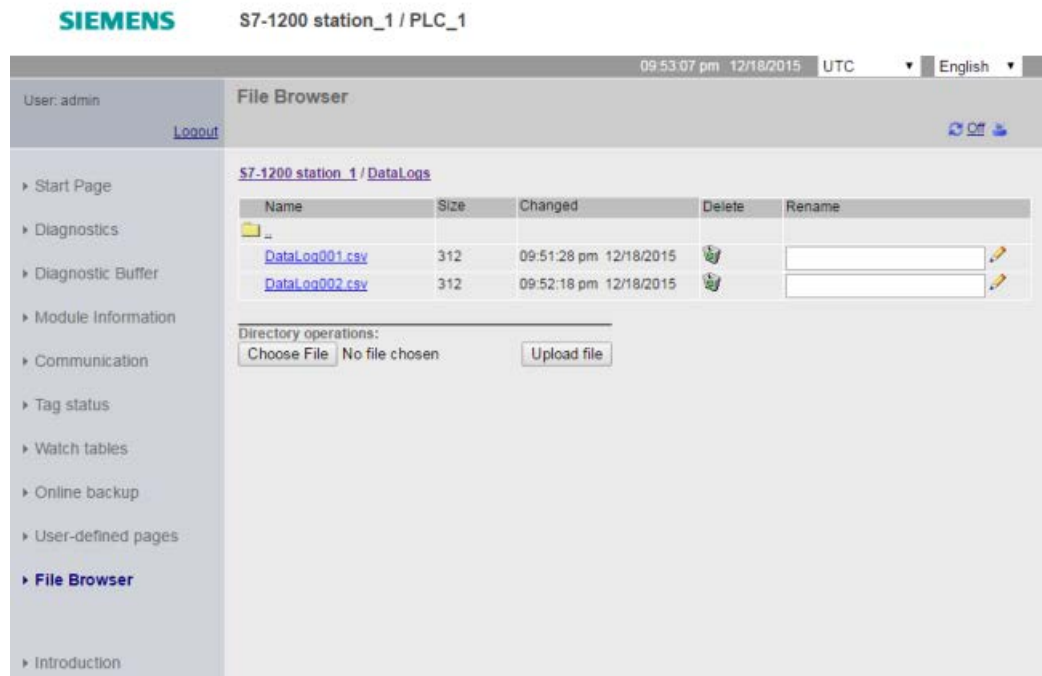 SIEMENS S7-1200 station_1 / PLC_1
09:53:07 pm 12/18/2015 UTC English
User: admin
Logout
File Browser
Off
Start Page
Diagnostics
Diagnostic Buffer
Module Information
Communication
Tag status
Watch tables
Online backup
User-defined pages
File Browser
Introduction
S7-1200 station_1 / DataLogs
Name Size Changed Delete Rename
..
DataLog001.csv 312 09:51:28 pm 12/18/2015
DataLog002.csv 312 09:52:18 pm 12/18/2015
Directory operations:
Choose File No file chosen Upload file